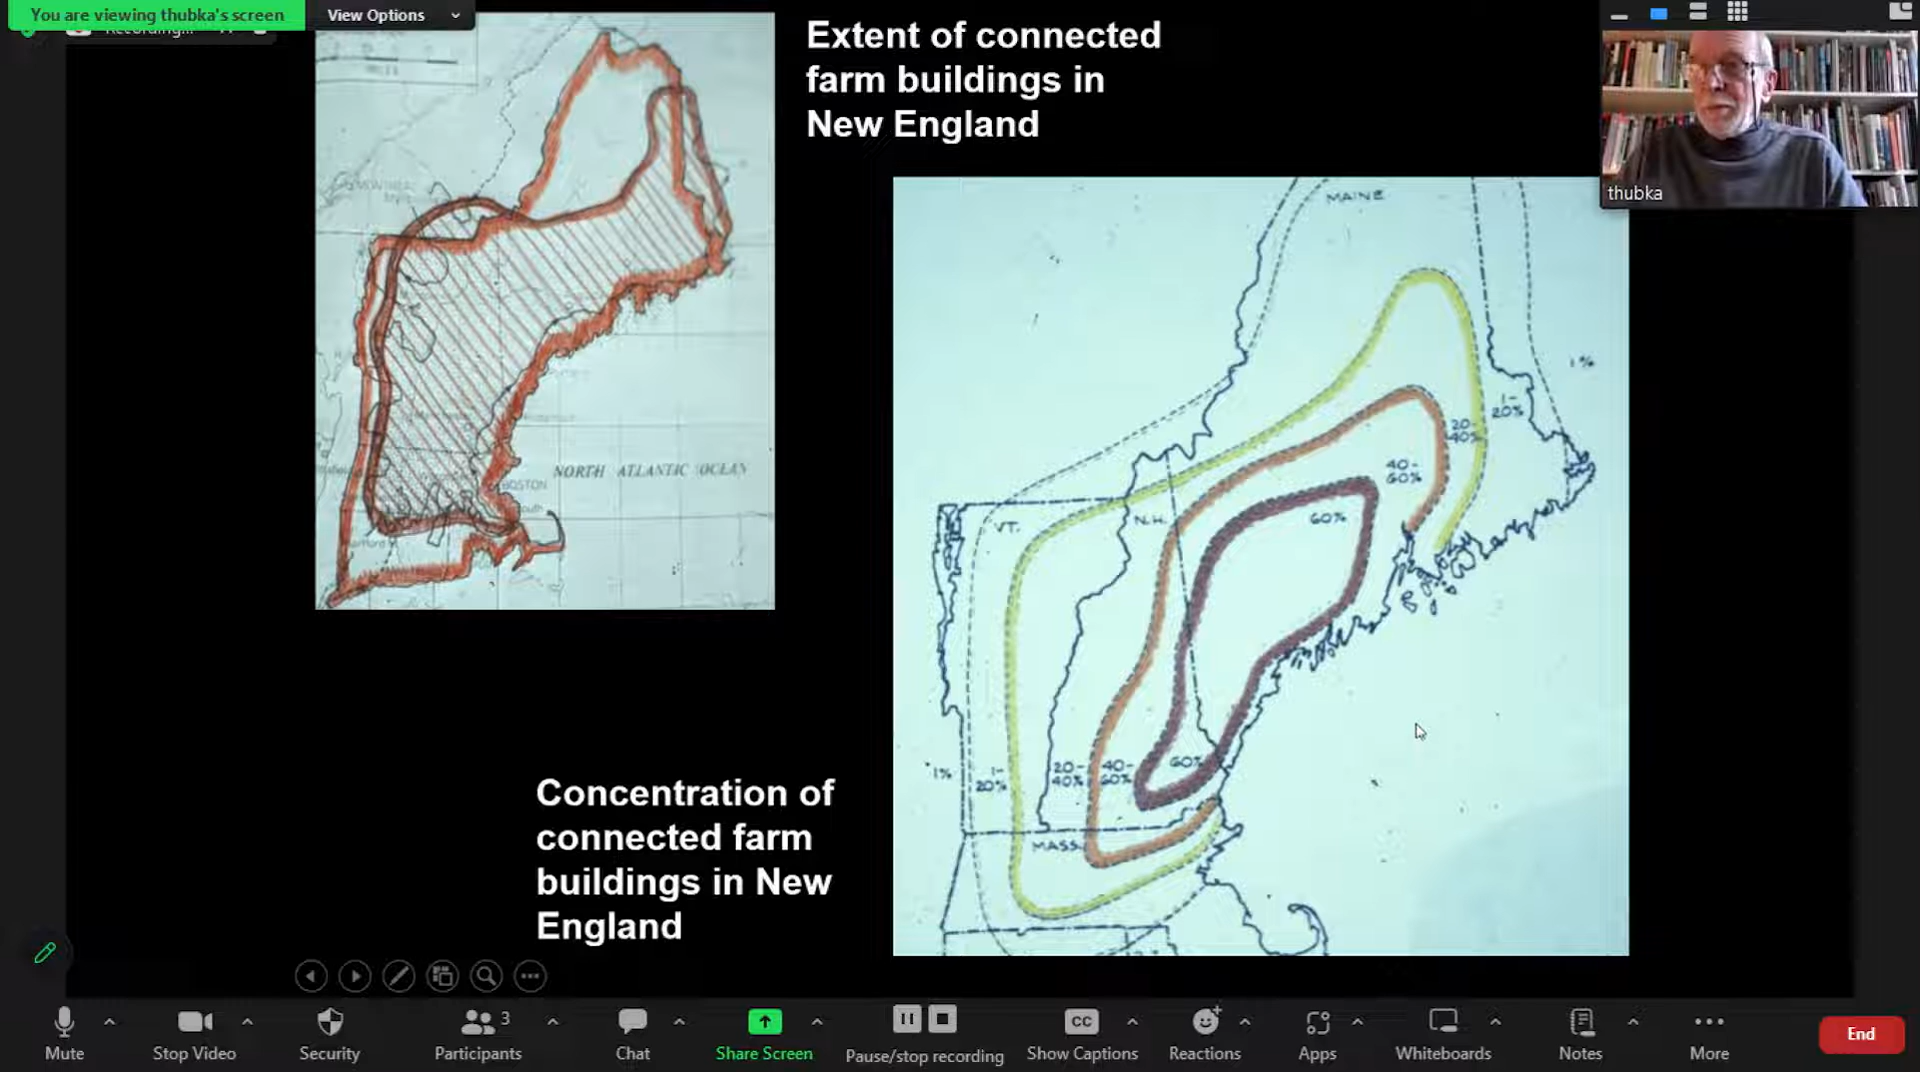 You are viewing thubka's screen
View Options
Recording...
Extent of connected
farm buildings in
New England
thubka
NORTH ATLANTIC OCEAN
BOSTON
MAINE
1%
1-
20%
20-
40%
40-
60%
60%
VT.
N.H.
1%
1-
20%
20-
40%
40-
60%
60%
MASS.
Concentration of
connected farm
buildings in New
England
3
CC
Mute
Stop Video
Security
Participants
Chat
Share Screen
Pause/stop recording
Show Captions
Reactions
Apps
Whiteboards
Notes
More
End